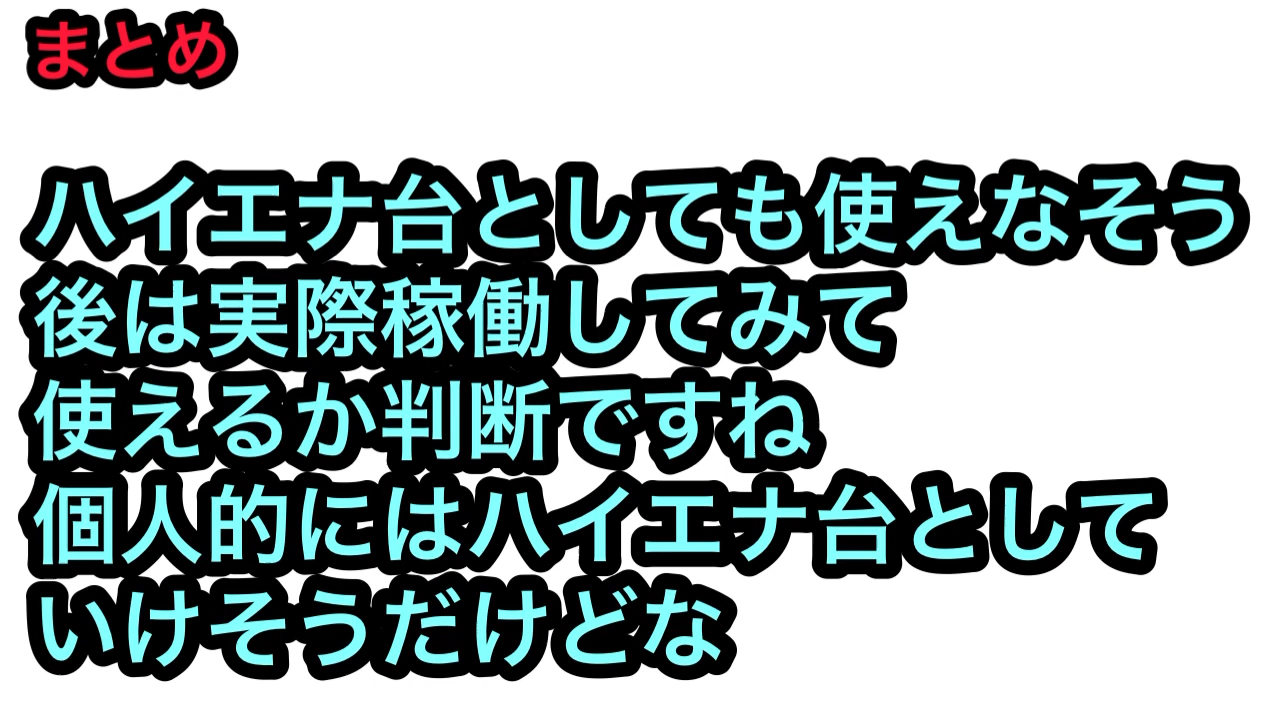 まとめ
ハイエナ台としても使えなそう
後は実際稼働してみて
使えるか判断ですね
個人的にはハイエナ台として
いけそうだけどな